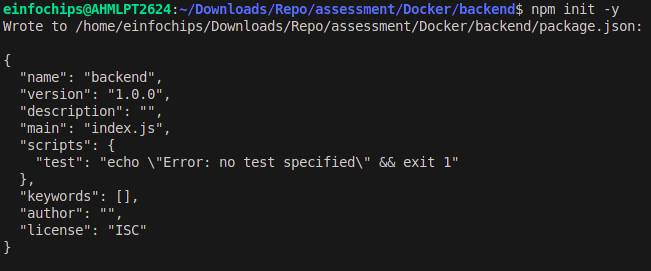 einfochips@AHMLPT2624:~/Downloads/Repo/assessment/Docker/backend$ npm init -y
Wrote to /home/einfochips/Downloads/Repo/assessment/Docker/backend/package.json:

{
  "name": "backend",
  "version": "1.0.0",
  "description": "",
  "main": "index.js",
  "scripts": {
    "test": "echo \"Error: no test specified\" && exit 1"
  },
  "keywords": [],
  "author": "",
  "license": "ISC"
}